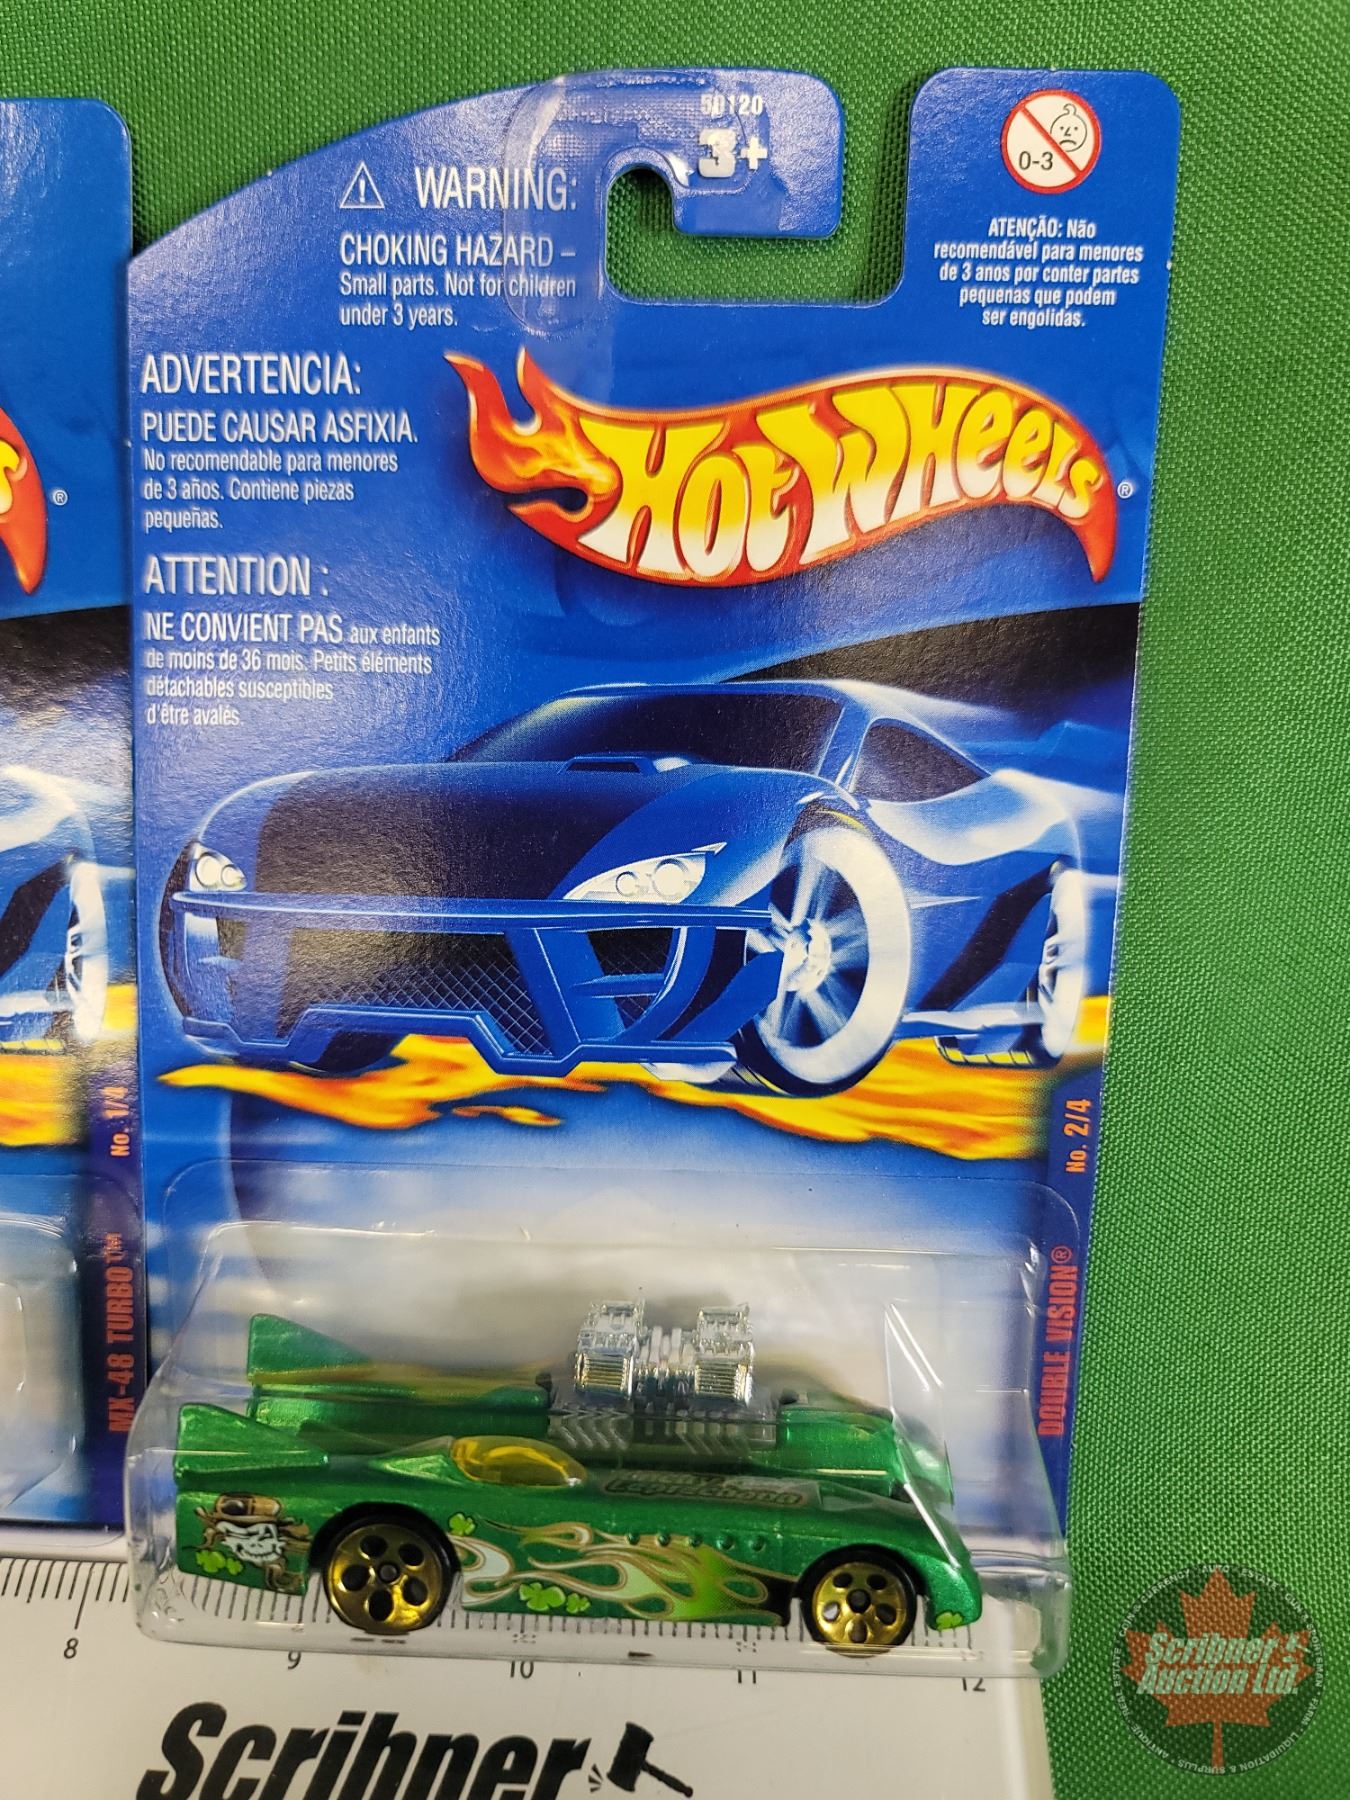 50120
3+
WARNING:
CHOKING HAZARD –
Small parts. Not for children
under 3 years.
0-3
ATENÇÃO: Não
recomendável para menores
de 3 anos por conter partes
pequenas que podem
ser engolidas.
ADVERTENCIA:
PUEDE CAUSAR ASFIXIA.
No recomendable para menores
de 3 años. Contiene piezas
pequeñas.
ATTENTION :
NE CONVIENT PAS aux enfants
de moins de 36 mois. Petits éléments
détachables susceptibles
d'être avalés.
HOT WHEELS®
®
No. 1/4
MX-48 TURBO™
No. 2/4
DOUBLE VISION®
8 9 10 11 12
Scribner
Scribner
Auction Ltd.